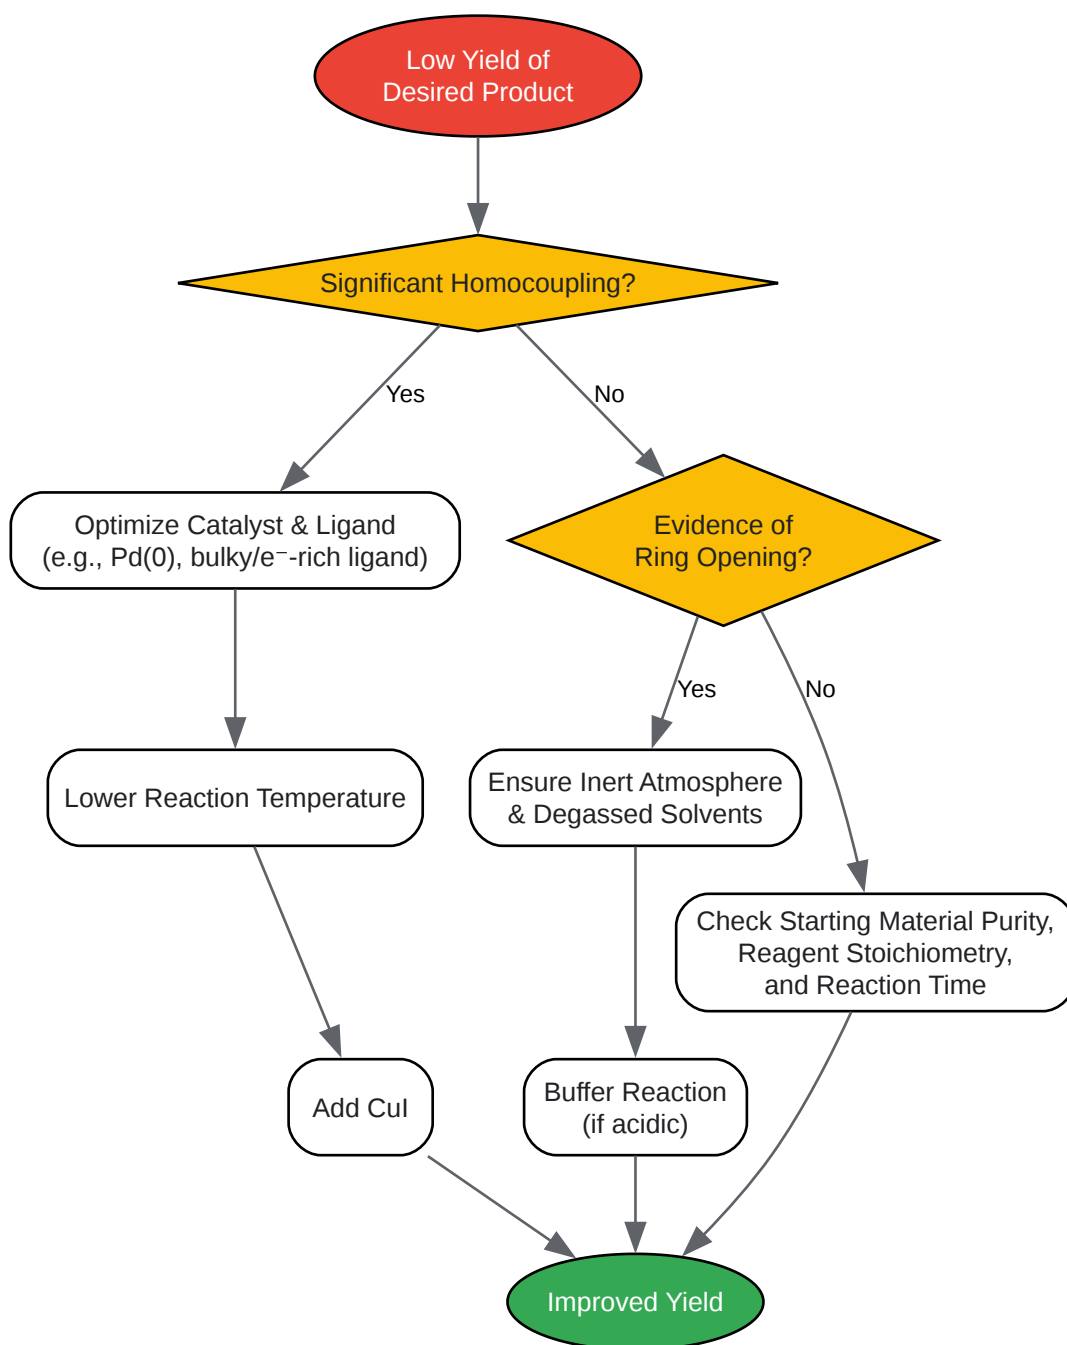 Low Yield of
Desired Product
Significant Homocoupling?
Yes
No
Optimize Catalyst & Ligand
(e.g., Pd(0), bulky/e⁻-rich ligand)
Evidence of
Ring Opening?
Yes
No
Lower Reaction Temperature
Ensure Inert Atmosphere
& Degassed Solvents
Check Starting Material Purity,
Reagent Stoichiometry,
and Reaction Time
Add CuI
Buffer Reaction
(if acidic)
Improved Yield